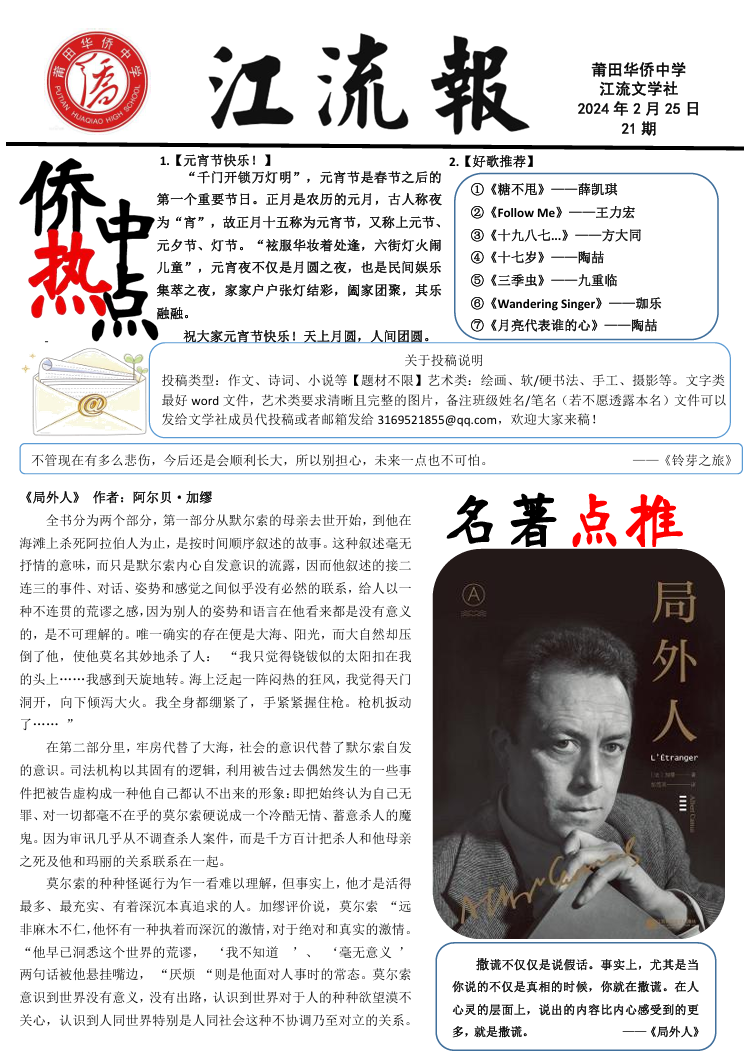 莆田华侨中学
PUTIAN HUAQIAO HIGH SCHOOL
侨
江流報
莆田华侨中学
江流文学社
2024 年 2 月 25 日
21 期
侨中
热点
1.【元宵节快乐！】
“千门开锁万灯明”，元宵节是春节之后的
第一个重要节日。正月是农历的元月，古人称夜
为“宵”，故正月十五称为元宵节，又称上元节、
元夕节、灯节。“袨服华妆着处逢，六街灯火闹
儿童”，元宵夜不仅是月圆之夜，也是民间娱乐
集萃之夜，家家户户张灯结彩，阖家团聚，其乐
融融。
祝大家元宵节快乐！天上月圆，人间团圆。
2.【好歌推荐】
①《糖不甩》——薛凯琪
②《Follow Me》——王力宏
③《十九八七...》——方大同
④《十七岁》——陶喆
⑤《三季虫》——九重临
⑥《Wandering Singer》——珈乐
⑦《月亮代表谁的心》——陶喆
@
关于投稿说明
投稿类型：作文、诗词、小说等【题材不限】艺术类：绘画、软/硬书法、手工、摄影等。文字类
最好 word 文件，艺术类要求清晰且完整的图片，备注班级姓名/笔名（若不愿透露本名）文件可以
发给文学社成员代投稿或者邮箱发给 3169521855@qq.com，欢迎大家来稿！
不管现在有多么悲伤，今后还是会顺利长大，所以别担心，未来一点也不可怕。 ——《铃芽之旅》
《局外人》 作者：阿尔贝·加缪
全书分为两个部分，第一部分从默尔索的母亲去世开始，到他在
海滩上杀死阿拉伯人为止，是按时间顺序叙述的故事。这种叙述毫无
抒情的意味，而只是默尔索内心自发意识的流露，因而他叙述的接二
连三的事件、对话、姿势和感觉之间似乎没有必然的联系，给人以一
种不连贯的荒谬之感，因为别人的姿势和语言在他看来都是没有意义
的，是不可理解的。唯一确实的存在便是大海、阳光，而大自然却压
倒了他，使他莫名其妙地杀了人： “我只觉得铙钹似的太阳扣在我
的头上……我感到天旋地转。海上泛起一阵闷热的狂风，我觉得天门
洞开，向下倾泻大火。我全身都绷紧了，手紧紧握住枪。枪机扳动
了…… ”
在第二部分里，牢房代替了大海，社会的意识代替了默尔索自发
的意识。司法机构以其固有的逻辑，利用被告过去偶然发生的一些事
件把被告虚构成一种他自己都认不出来的形象：即把始终认为自己无
罪、对一切都毫不在乎的莫尔索硬说成一个冷酷无情、蓄意杀人的魔
鬼。因为审讯几乎从不调查杀人案件，而是千方百计把杀人和他母亲
之死及他和玛丽的关系联系在一起。
莫尔索的种种怪诞行为乍一看难以理解，但事实上，他才是活得
最多、最充实、有着深沉本真追求的人。加缪评价说，莫尔索 “远
非麻木不仁，他怀有一种执着而深沉的激情，对于绝对和真实的激情。
“他早已洞悉这个世界的荒谬， ‘我不知道 ’、 ‘毫无意义 ’
两句话被他悬挂嘴边， “厌烦 “则是他面对人事时的常态。莫尔索
意识到世界没有意义，没有出路，认识到世界对于人的种种欲望漠不
关心，认识到人同世界特别是人同社会这种不协调乃至对立的关系。
名著点推
A
局外人
L'Étranger
Albert Camus
撒谎不仅仅是说假话。事实上，尤其是当
你说的不仅是真相的时候，你就在撒谎。在人
心灵的层面上，说出的内容比内心感受到的更
多，就是撒谎。 ——《局外人》